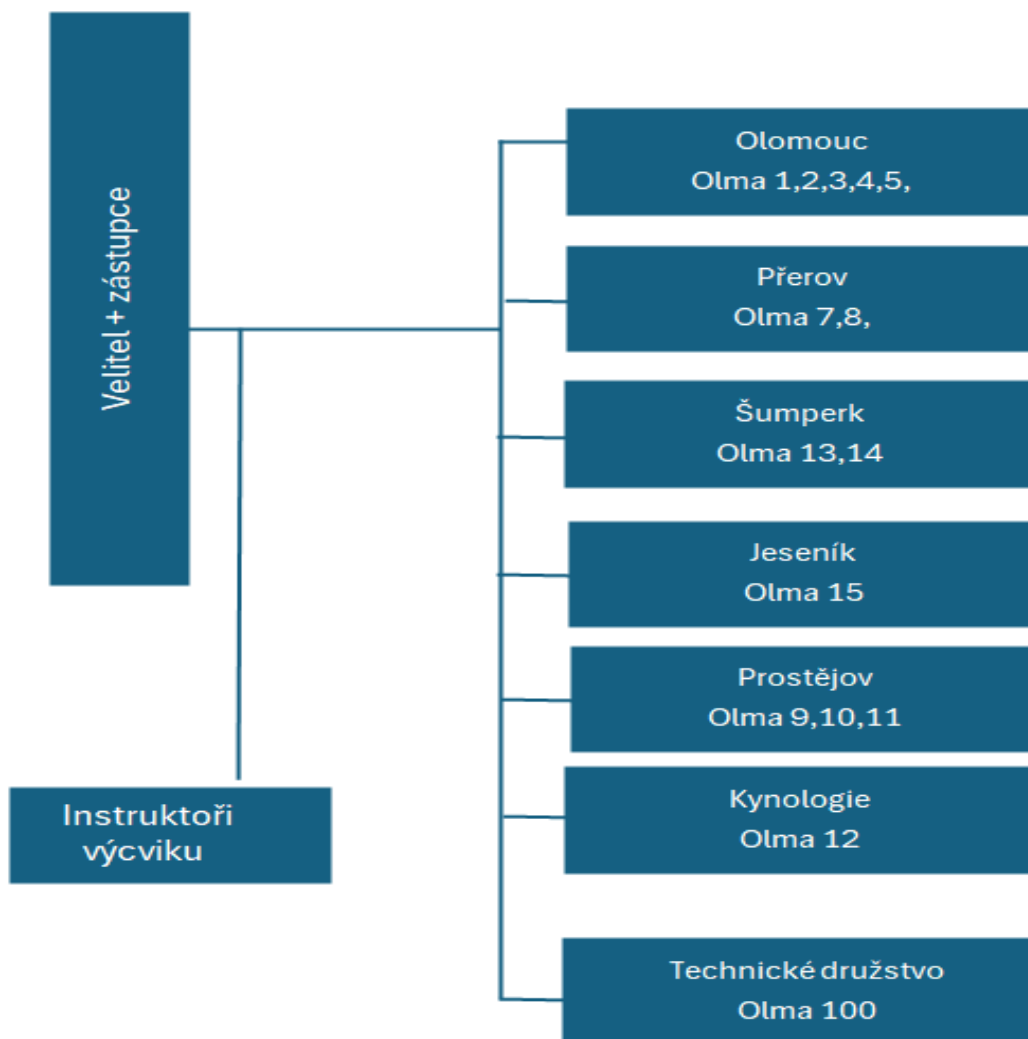 Velitel + zástupce
Olomouc
Olma 1,2,3,4,5,
Přerov
Olma 7,8,
Šumperk
Olma 13,14
Jeseník
Olma 15
Prostějov
Olma 9,10,11
Kynologie
Olma 12
Technické družstvo
Olma 100
Instruktoři
výcviku